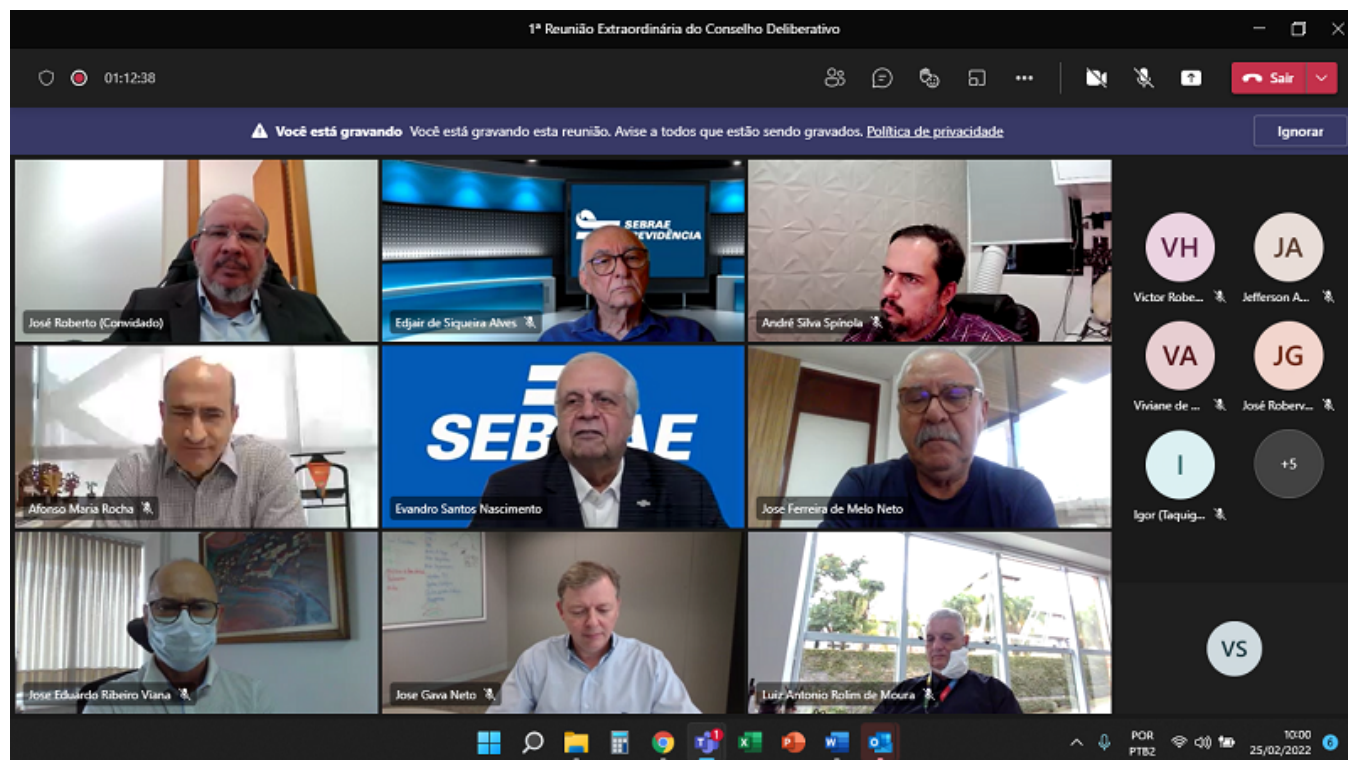 1ª Reunião Extraordinária do Conselho Deliberativo
01:12:38
Sair
Você está gravando Você está gravando esta reunião. Avise a todos que estão sendo gravados. Política de privacidade
Ignorar
José Roberto (Convidado)
SEBRAE
Edjair de Siqueira Alves
André Silva Spínola
VH
JA
Victor Robe...
Jefferson A...
VA
JG
Viviane de ...
José Roberv...
Afonso Maria Rocha
SEB AE
Evandro Santos Nascimento
Jose Ferreira de Melo Neto
I
+5
Igor (Taquig...
Jose Eduardo Ribeiro Viana
Jose Gava Neto
Luiz Antonio Rolim de Moura
VS
1
POR
PTB2
10:00
25/02/2022
6